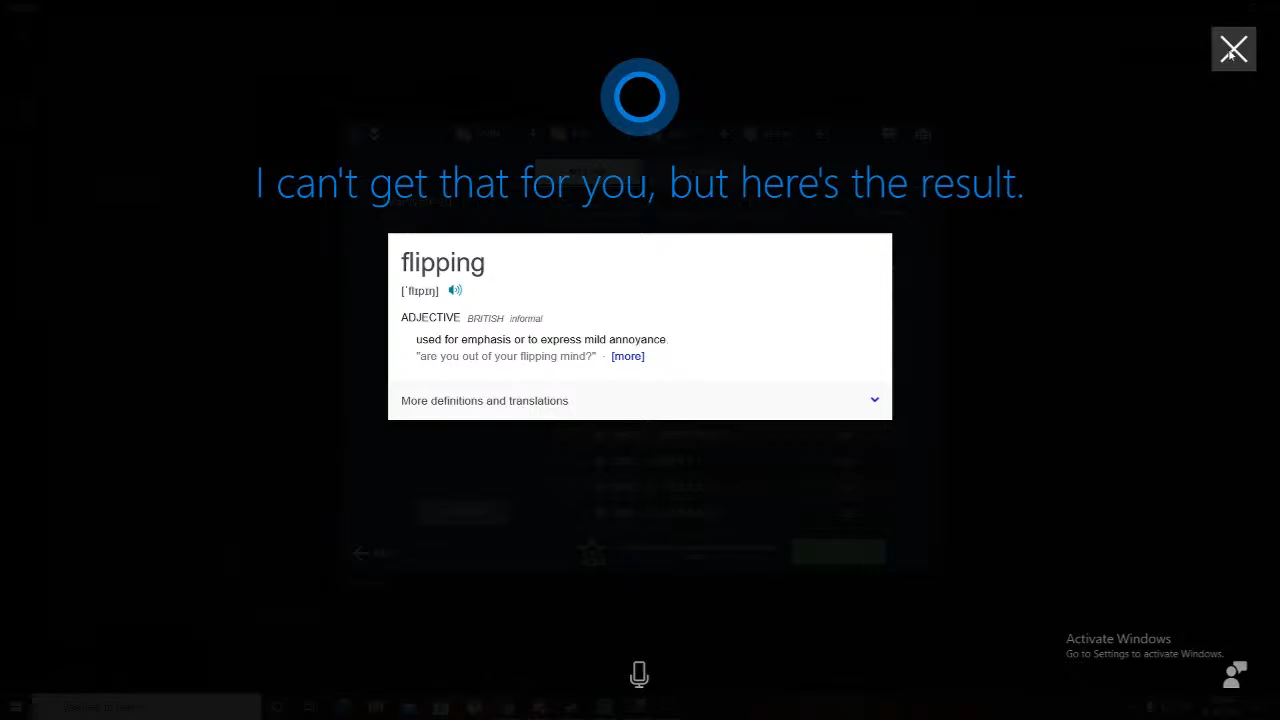 I can't get that for you, but here's the result.
flipping
[ˈflɪpɪŋ]
ADJECTIVE BRITISH informal
used for emphasis or to express mild annoyance.
"are you out of your flipping mind?" · [more]
More definitions and translations
Activate Windows
Go to Settings to activate Windows.